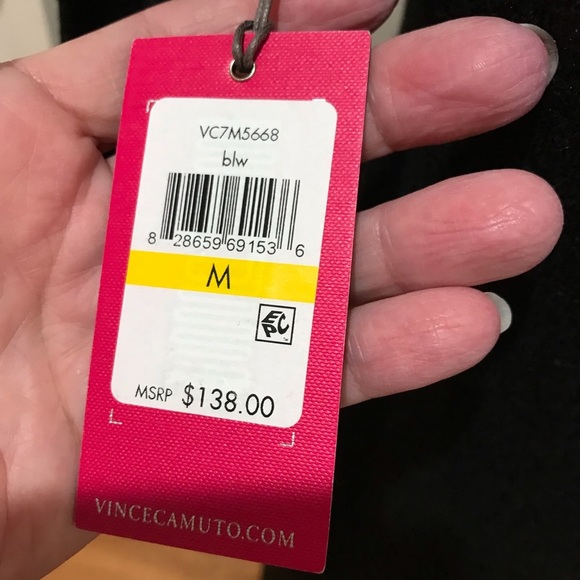 VC7M5668
blw
8 28659 69153 6
M
EPC
MSRP $138.00
VINCECAMUTO.COM